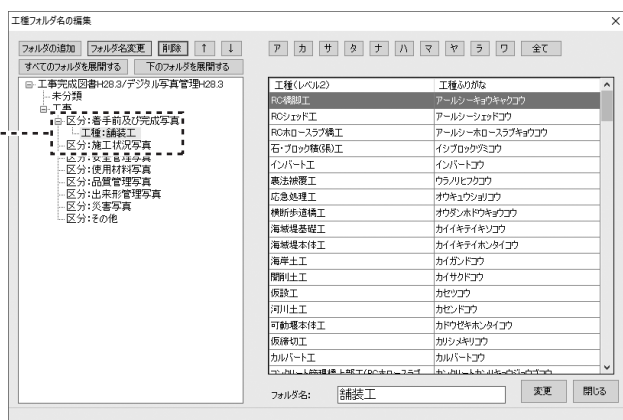 工種フォルダ名の編集
フォルダの追加 フォルダ名変更 削除 ↑ ↓
すべてのフォルダを展開する 下のフォルダを展開する
工事完成図書H28.3/デジタル写真管理H28.3
未分類
工事
区分:着手前及び完成写真
工種:舗装工
区分:施工状況写真
区分:安全管理写真
区分:使用材料写真
区分:品質管理写真
区分:出来形管理写真
区分:災害写真
区分:その他
ア カ サ タ ナ ハ マ ヤ ラ ワ 全て
工種(レベル2) 工種ふりがな
RC橋脚工 アールシーキョウキャクコウ
RCシェッド工 アールシーシェッドコウ
RCホロースラブ橋工 アールシーホロースラブキョウコウ
石・ブロック積(張)工 イシブロックヅミコウ
インバート工 インバートコウ
裏法被覆工 ウラノリヒフクコウ
応急処理工 オウキュウショリコウ
横断歩道橋工 オウダンホドウキョウコウ
海域堤基礎工 カイイキテイキソコウ
海域堤本体工 カイイキテイホンタイコウ
海岸土工 カイガンドコウ
開削土工 カイサクドコウ
仮設工 カセツコウ
河川土工 カセンドコウ
可動堰本体工 カドウゼキホンタイコウ
仮締切工 カリシメキリコウ
カルバート工 カルバートコウ
フォルダ名: 舗装工 変更 閉じる